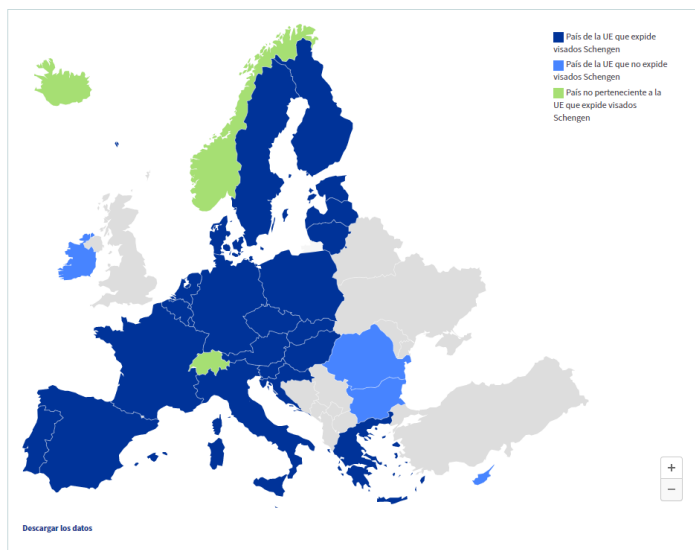 País de la UE que expide
visados Schengen
País de la UE que no expide
visados Schengen
País no perteneciente a la
UE que expide visados
Schengen
+
−
Descargar los datos